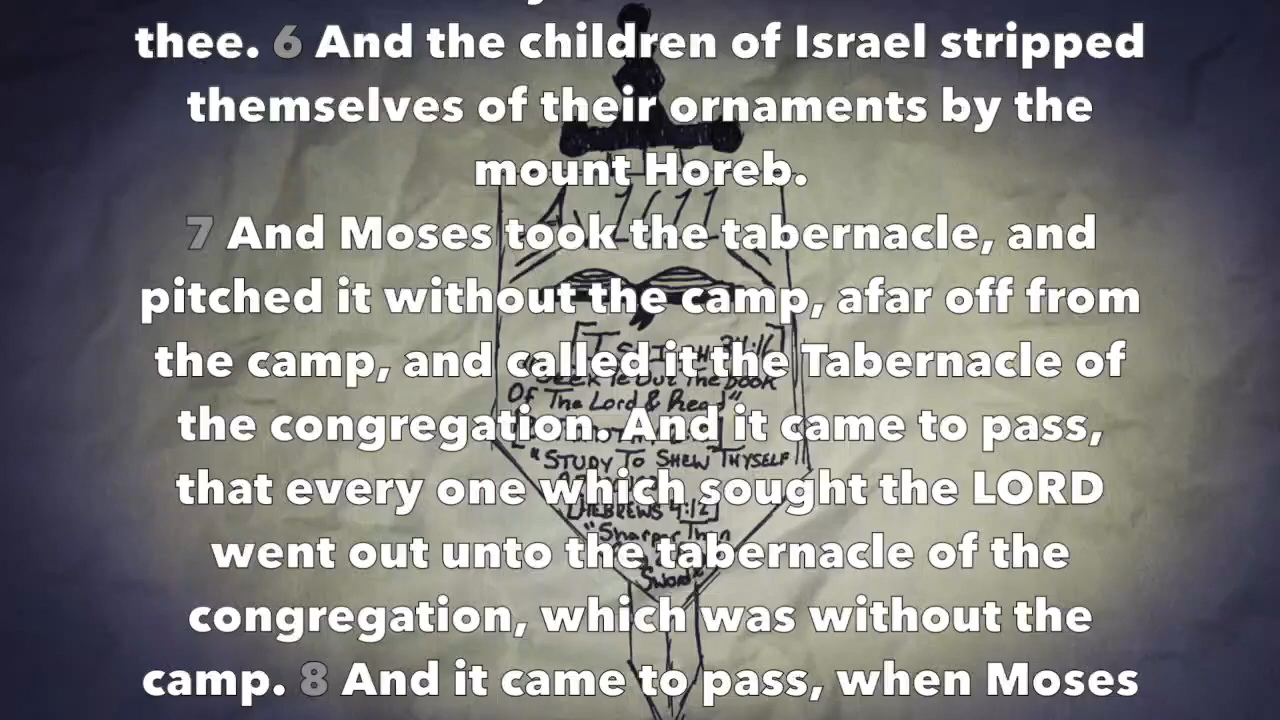 thee. 6 And the children of Israel stripped
themselves of their ornaments by the
mount Horeb.
7 And Moses took the tabernacle, and
pitched it without the camp, afar off from
the camp, and called it the Tabernacle of
the congregation. And it came to pass,
that every one which sought the LORD
went out unto the tabernacle of the
congregation, which was without the
camp. 8 And it came to pass, when Moses
1611
"Seek Ye Out The Book
Of The Lord & Read"
"STUDY TO SHEW THYSELF
[HEBREWS 4:12]
"Sharper Than
Sword"